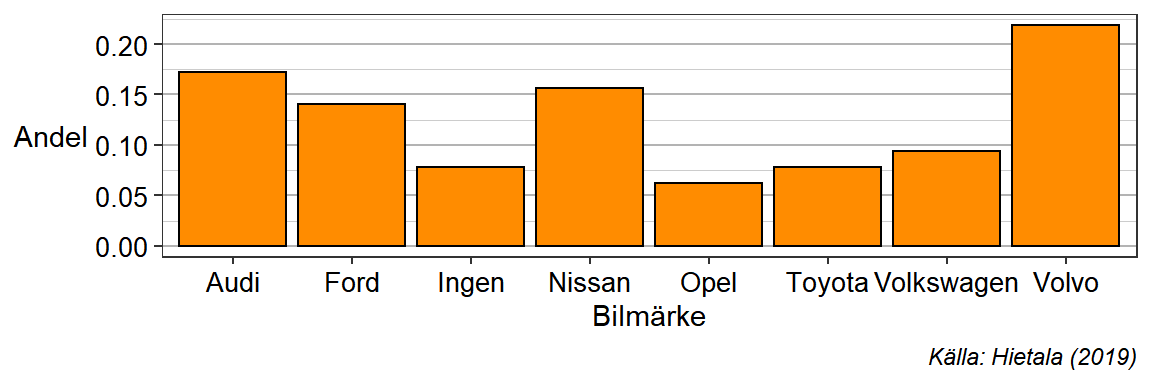 0.20
0.15
Andel
0.10
0.05
0.00
Audi Ford Ingen Nissan Opel Toyota Volkswagen Volvo
Bilmärke
Källa: Hietala (2019)